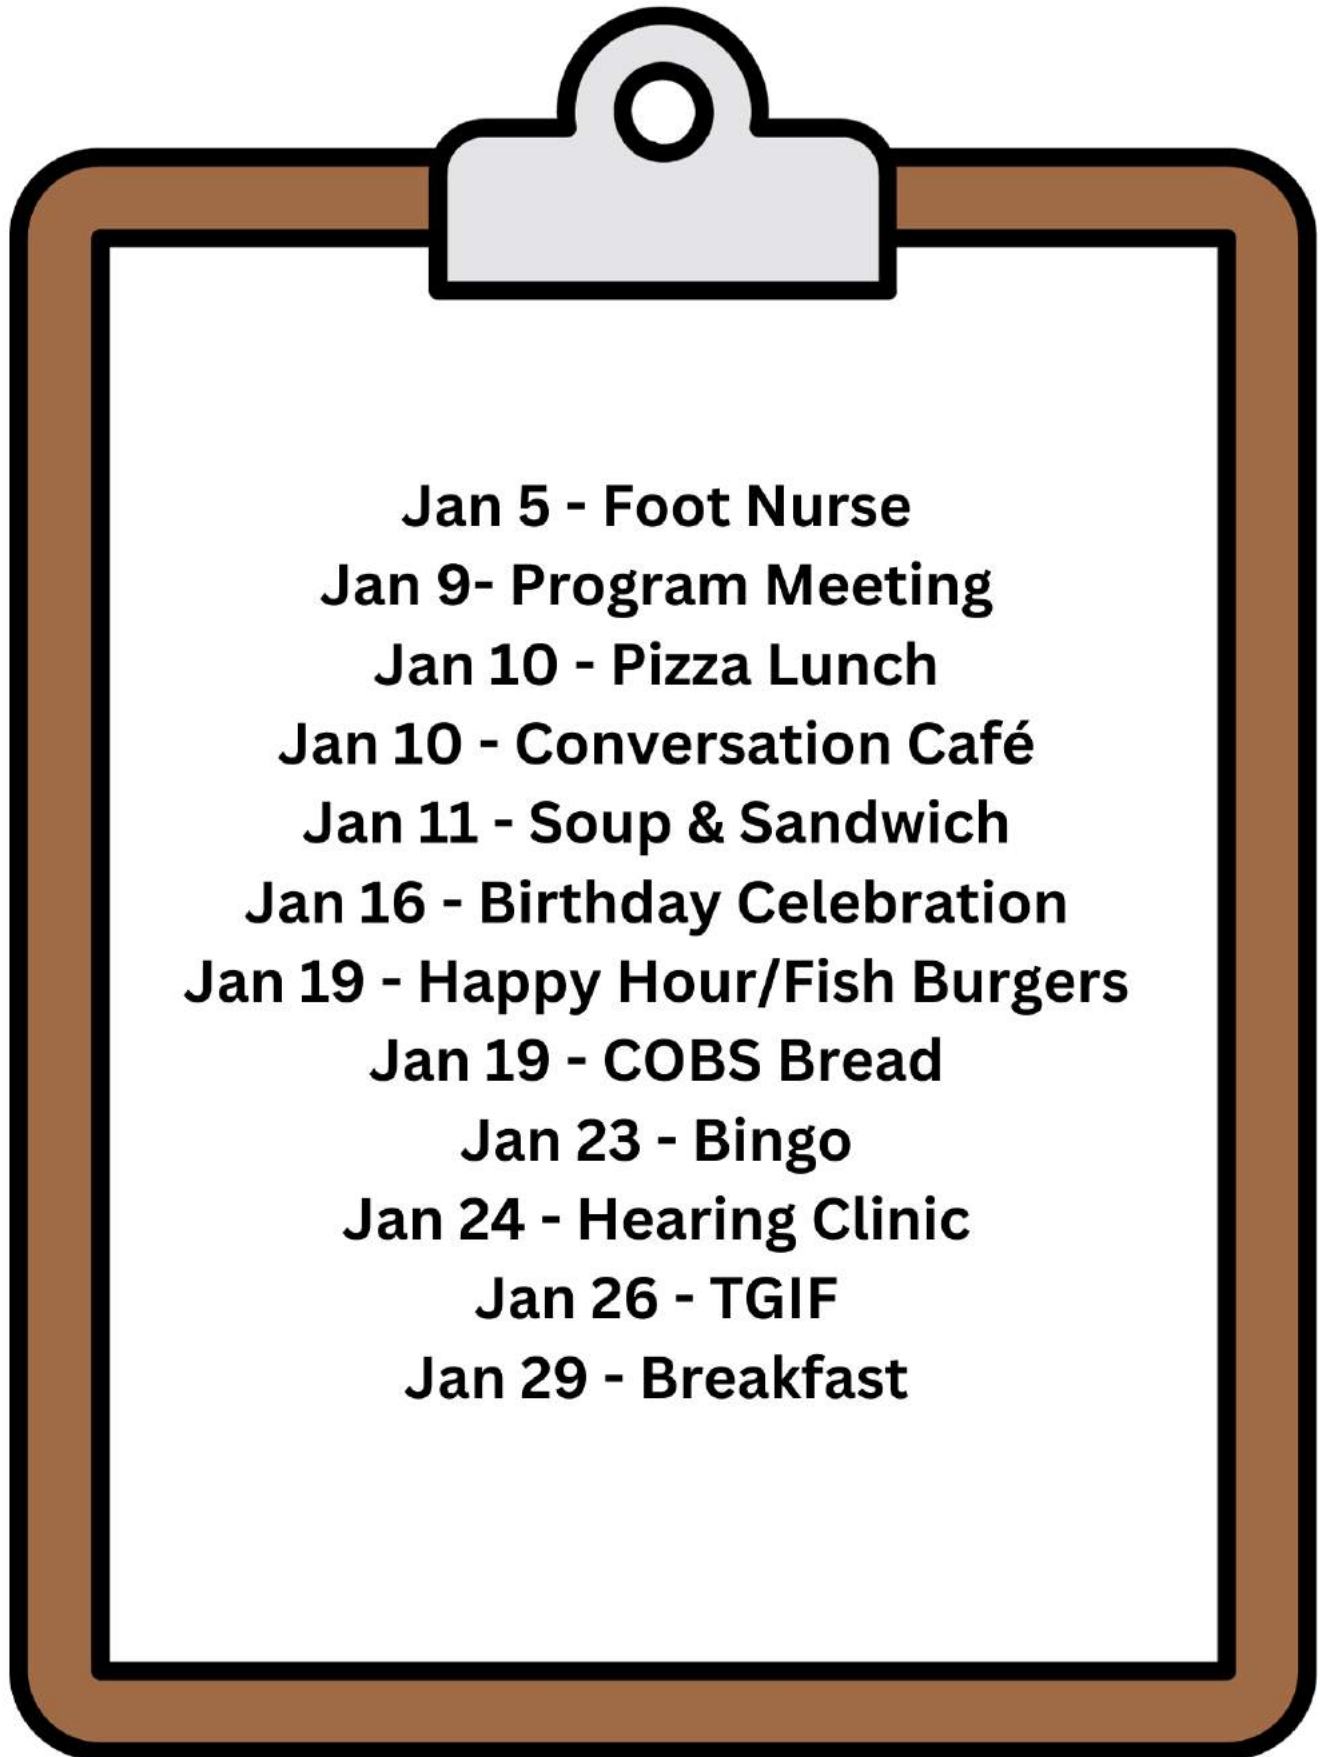 Jan 5 - Foot Nurse
Jan 9- Program Meeting
Jan 10 - Pizza Lunch
Jan 10 - Conversation Café
Jan 11 - Soup & Sandwich
Jan 16 - Birthday Celebration
Jan 19 - Happy Hour/Fish Burgers
Jan 19 - COBS Bread
Jan 23 - Bingo
Jan 24 - Hearing Clinic
Jan 26 - TGIF
Jan 29 - Breakfast